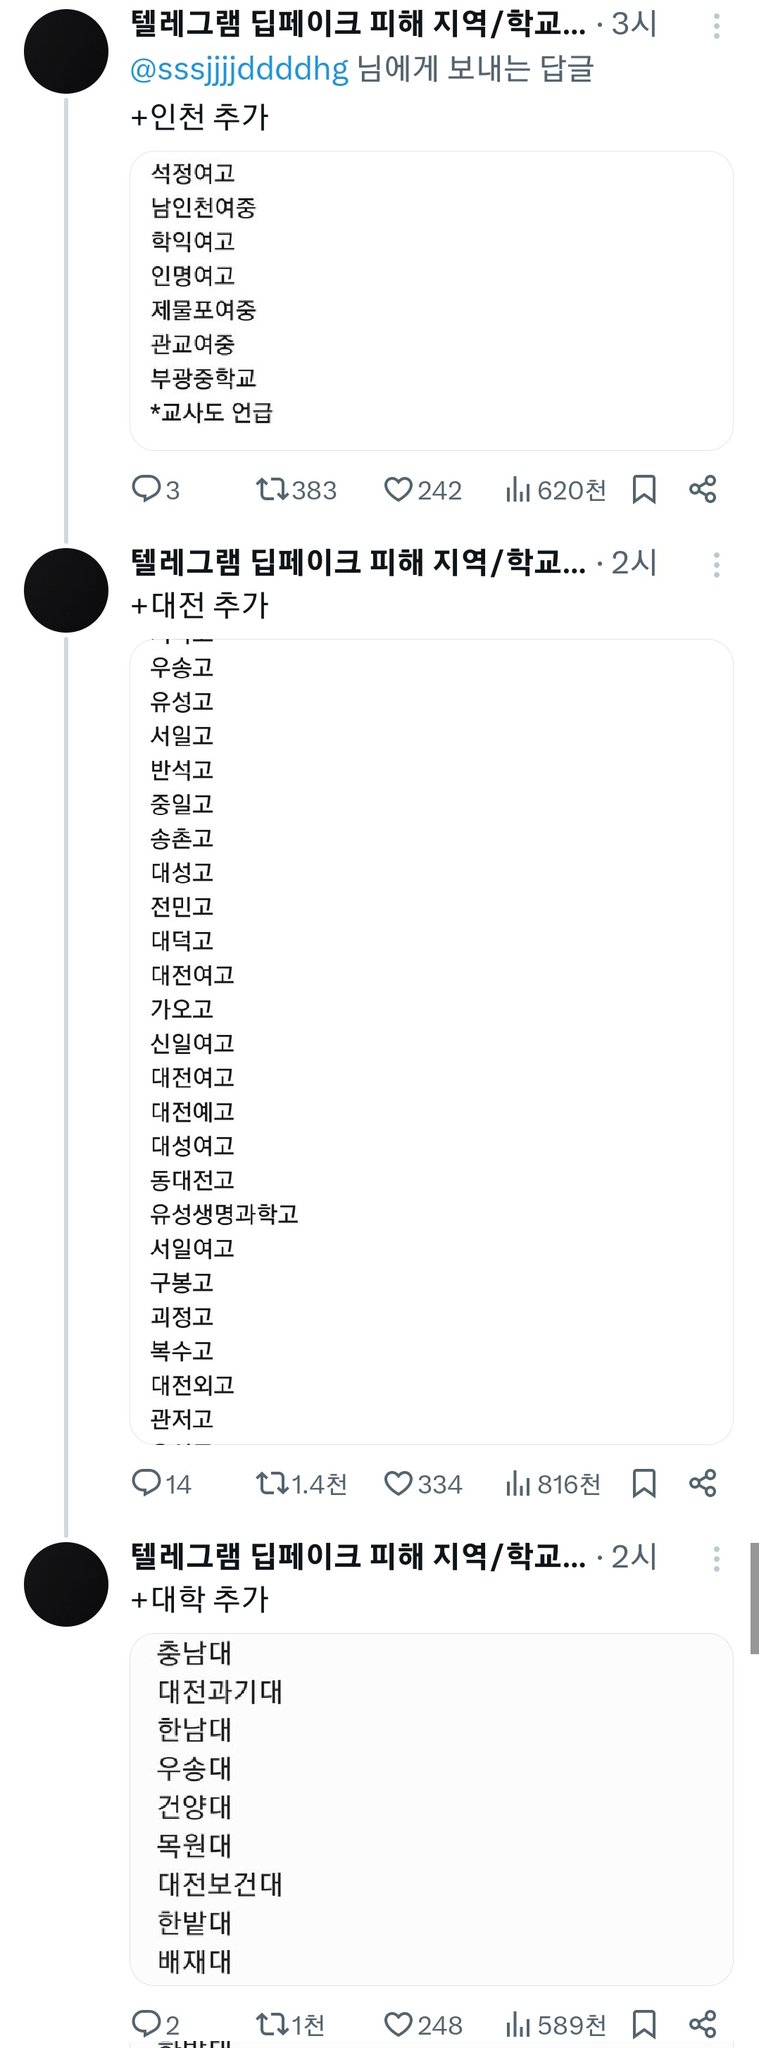 텔레그램 딥페이크 피해 지역/학교... · 3시
@sssjjjjddddhg 님에게 보내는 답글
+인천 추가
석정여고
남인천여중
학익여고
인명여고
제물포여중
관교여중
부광중학교
*교사도 언급
3 383 242 620천
텔레그램 딥페이크 피해 지역/학교... · 2시
+대전 추가
우송고
유성고
서일고
반석고
중일고
송촌고
대성고
전민고
대덕고
대전여고
가오고
신일여고
대전여고
대전예고
대성여고
동대전고
유성생명과학고
서일여고
구봉고
괴정고
복수고
대전외고
관저고
14 1.4천 334 816천
텔레그램 딥페이크 피해 지역/학교... · 2시
+대학 추가
충남대
대전과기대
한남대
우송대
건양대
목원대
대전보건대
한밭대
배재대
2 1천 248 589천